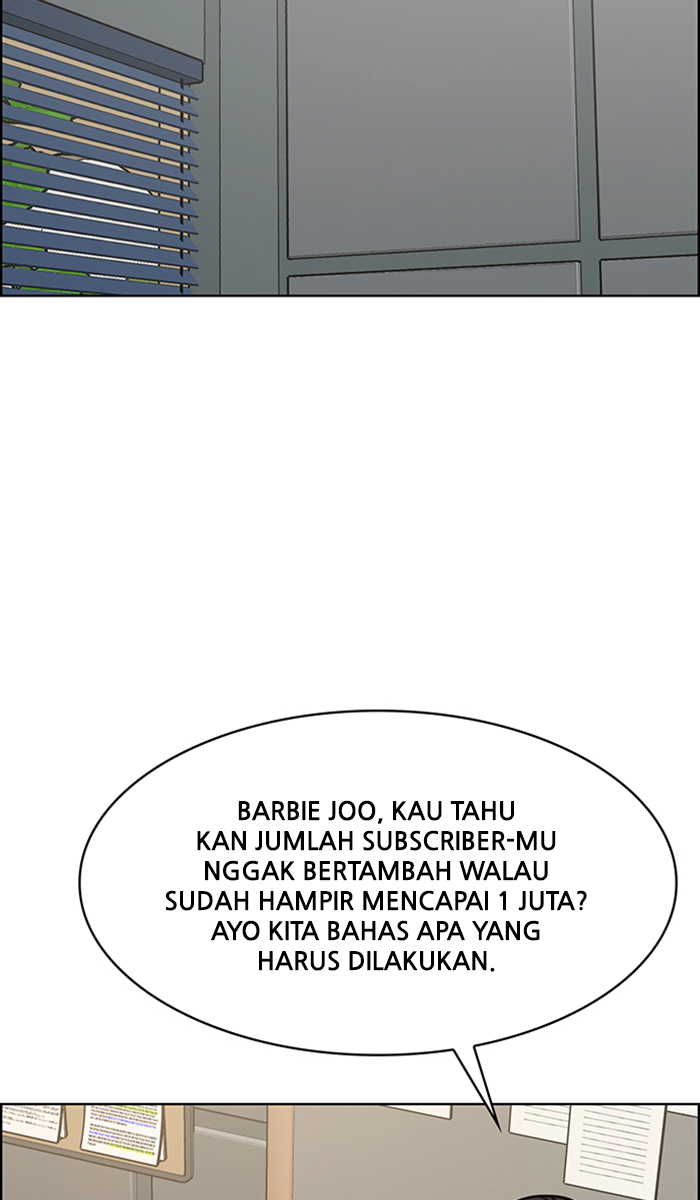 BARBIE JOO, KAU TAHU
KAN JUMLAH SUBSCRIBER-MU
NGGAK BERTAMBAH WALAU
SUDAH HAMPIR MENCAPAI 1 JUTA?
AYO KITA BAHAS APA YANG
HARUS DILAKUKAN.